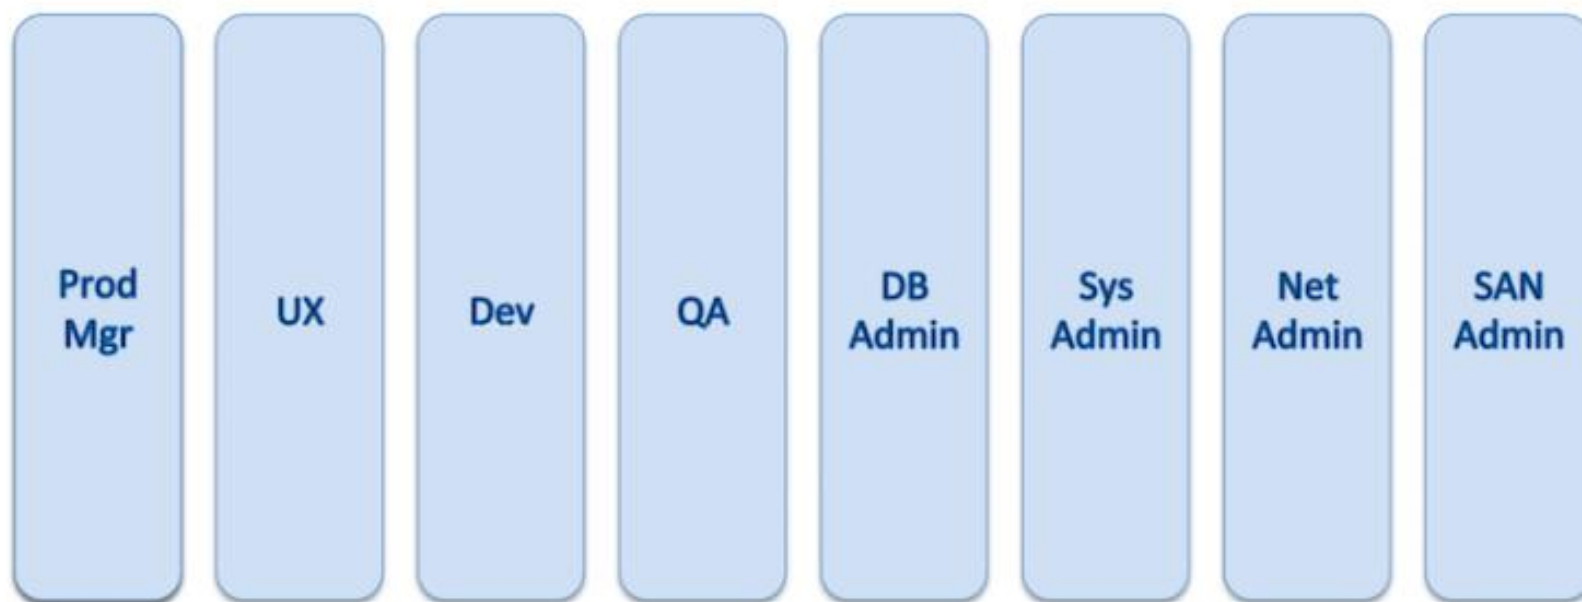 Prod
Mgr
UX
Dev
QA
DB
Admin
Sys
Admin
Net
Admin
SAN
Admin